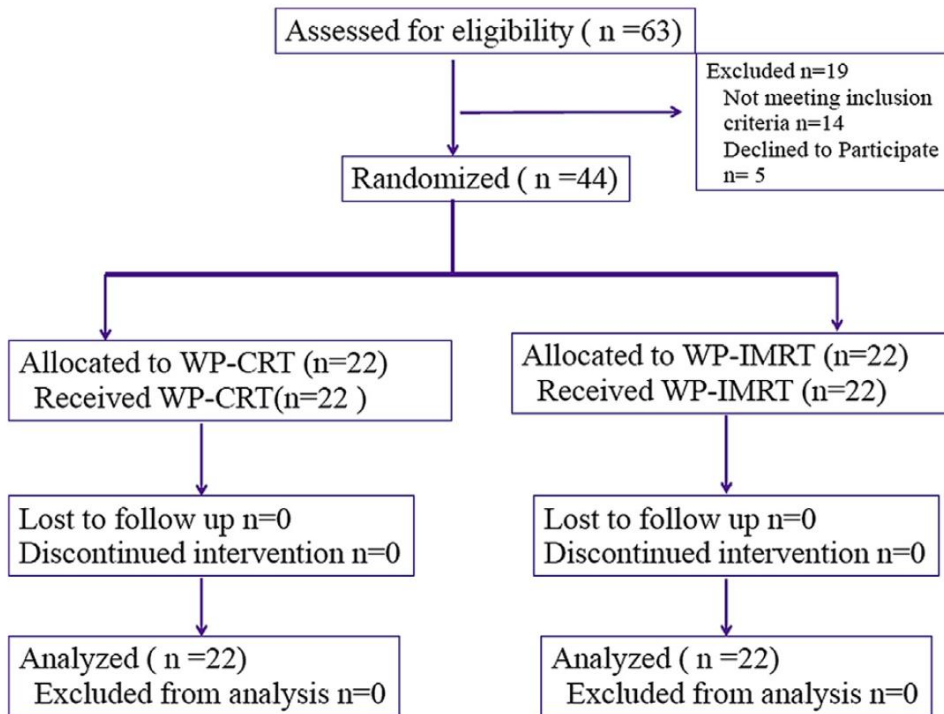 Assessed for eligibility ( n =63)
Excluded n=19
Not meeting inclusion
criteria n=14
Declined to Participate
n= 5
Randomized ( n =44)
Allocated to WP-CRT (n=22)
Received WP-CRT(n=22 )
Allocated to WP-IMRT (n=22)
Received WP-IMRT (n=22)
Lost to follow up n=0
Discontinued intervention n=0
Lost to follow up n=0
Discontinued intervention n=0
Analyzed ( n =22)
Excluded from analysis n=0
Analyzed ( n =22)
Excluded from analysis n=0